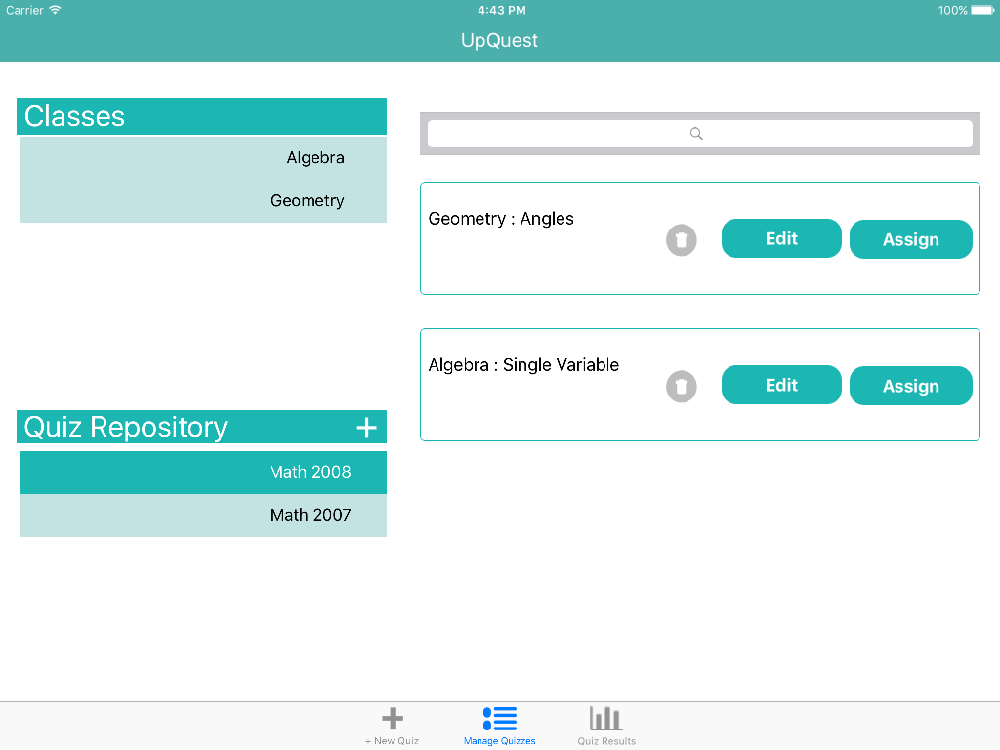 Carrier 4:43 PM 100%
UpQuest
Classes
Algebra
Geometry
Quiz Repository +
Math 2008
Math 2007
Geometry : Angles
Edit Assign
Algebra : Single Variable
Edit Assign
+ New Quiz Manage Quizzes Quiz Results